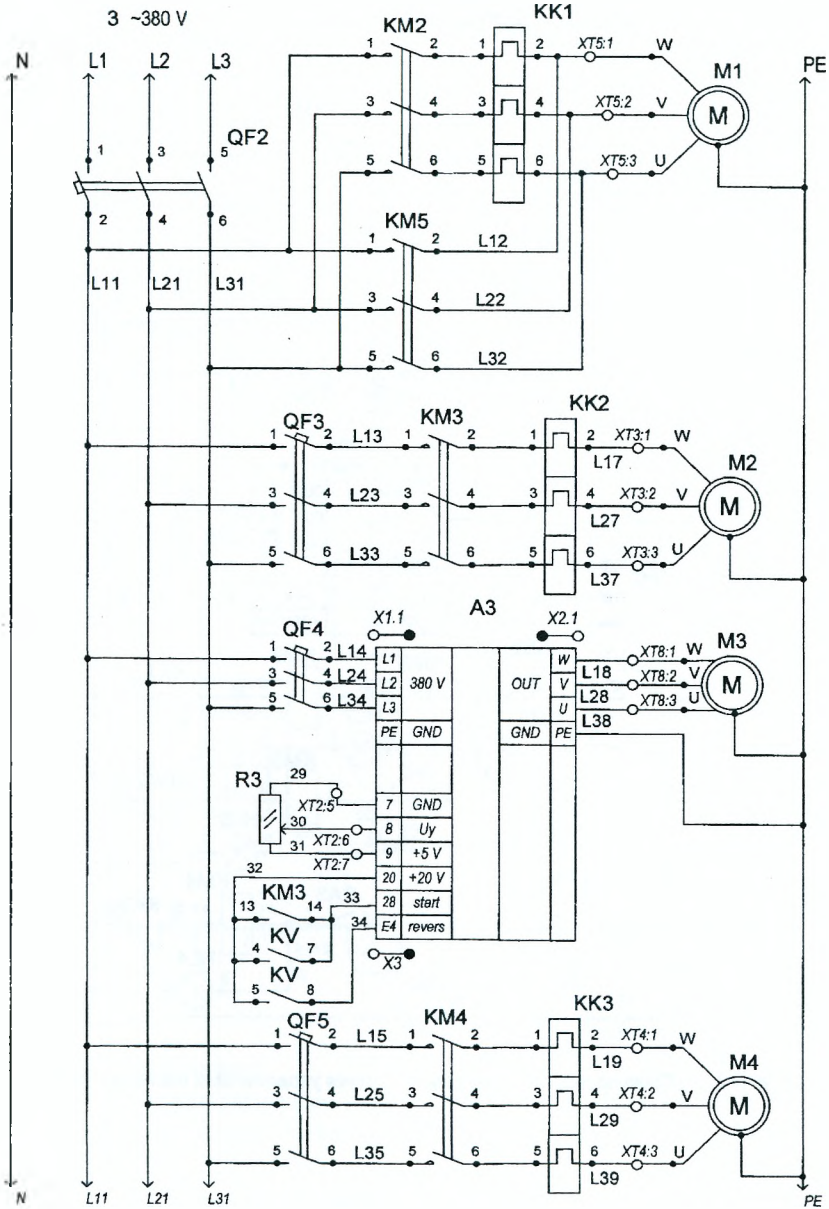 3 ~380 V
N L1 L2 L3 PE
QF2
1 3 5
2 4 6
L11 L21 L31
KM2 KK1
1 2 1 2 XT5:1 W
3 4 3 4 XT5:2 V
5 6 5 6 XT5:3 U
M1
M
KM5
1 2 L12
3 4 L22
5 6 L32
QF3 KM3 KK2
1 2 L13 1 2 1 2 XT3:1 W
L17
3 4 L23 3 4 3 4 XT3:2 V
L27
5 6 L33 5 6 5 6 XT3:3 U
L37
M2
M
A3
X1.1 X2.1
QF4
1 2 L14 L1 W L18 XT8:1 W
3 4 L24 L2 380 V OUT V L28 XT8:2 V
5 6 L34 L3 U L38 XT8:3 U
M3
M
PE GND GND PE
R3
29 XT2:5 7 GND
30 XT2:6 8 Uy
31 XT2:7 9 +5 V
32 20 +20 V
KM3
13 14 33 28 start
34 E4 revers
KV
4 7
KV
5 8
X3
QF5 KM4 KK3
1 2 L15 1 2 1 2 XT4:1 W
L19
3 4 L25 3 4 3 4 XT4:2 V
L29
5 6 L35 5 6 5 6 XT4:3 U
L39
M4
M
N L11 L21 L31 PE